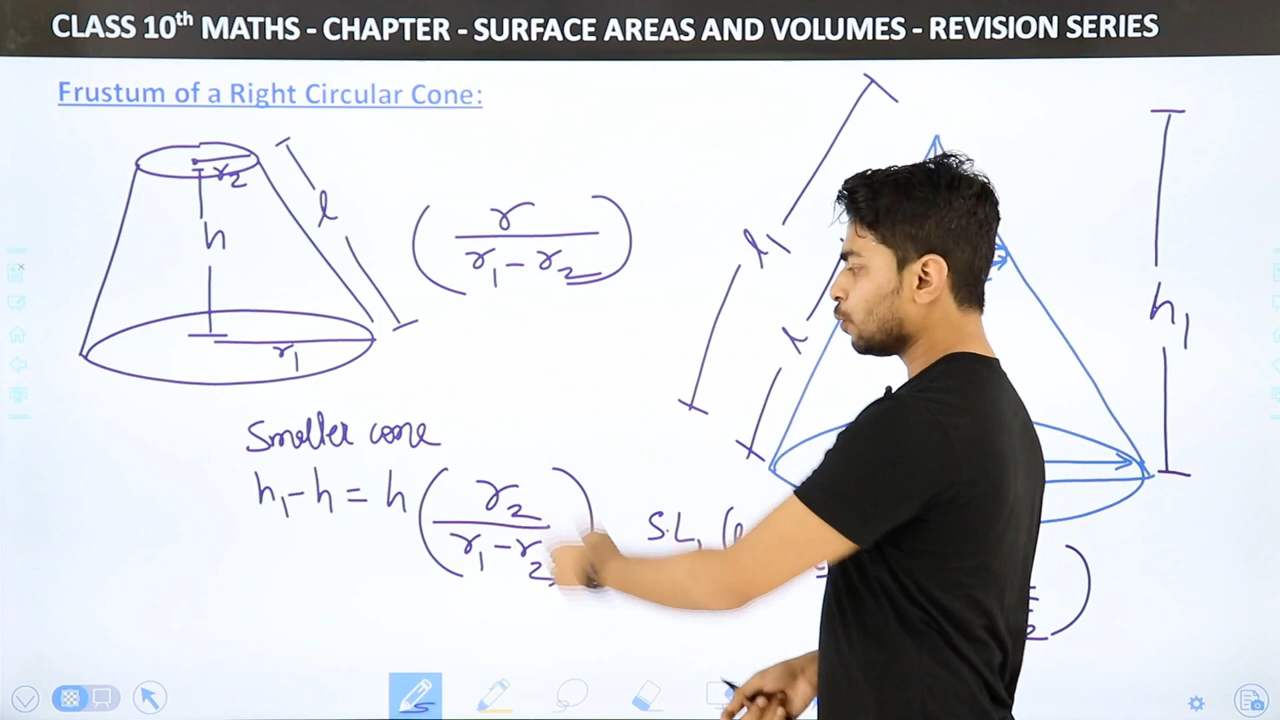 CLASS 10th MATHS - CHAPTER - SURFACE AREAS AND VOLUMES - REVISION SERIES
Frustum of a Right Circular Cone:
r2
h
l
r1
(r / (r1 - r2))
l1
l
h1
Smaller cone
h1 - h = h (r2 / (r1 - r2))
S.L,